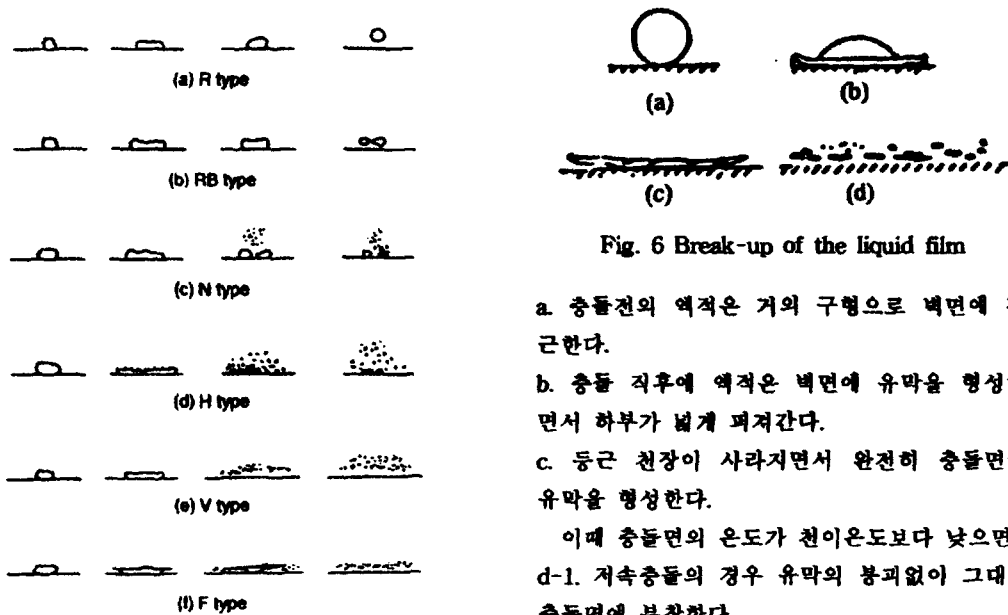 (a) R type
(b) RB type
(c) N type
(d) H type
(e) V type
(f) F type
(a)
(b)
(c)
(d)
Fig. 6 Break-up of the liquid film
a. 충돌전의 액적은 거의 구형으로 벽면에
근한다.
b. 충돌 직후에 액적은 벽면에 유막을 형성
면서 하부가 넓게 퍼져간다.
c. 둥근 천장이 사라지면서 완전히 충돌면
유막을 형성한다.
이때 충돌면의 온도가 천이온도보다 낮으면
d-1. 저속충돌의 경우 유막의 붕괴없이 그대
충돌면에 부착한다.